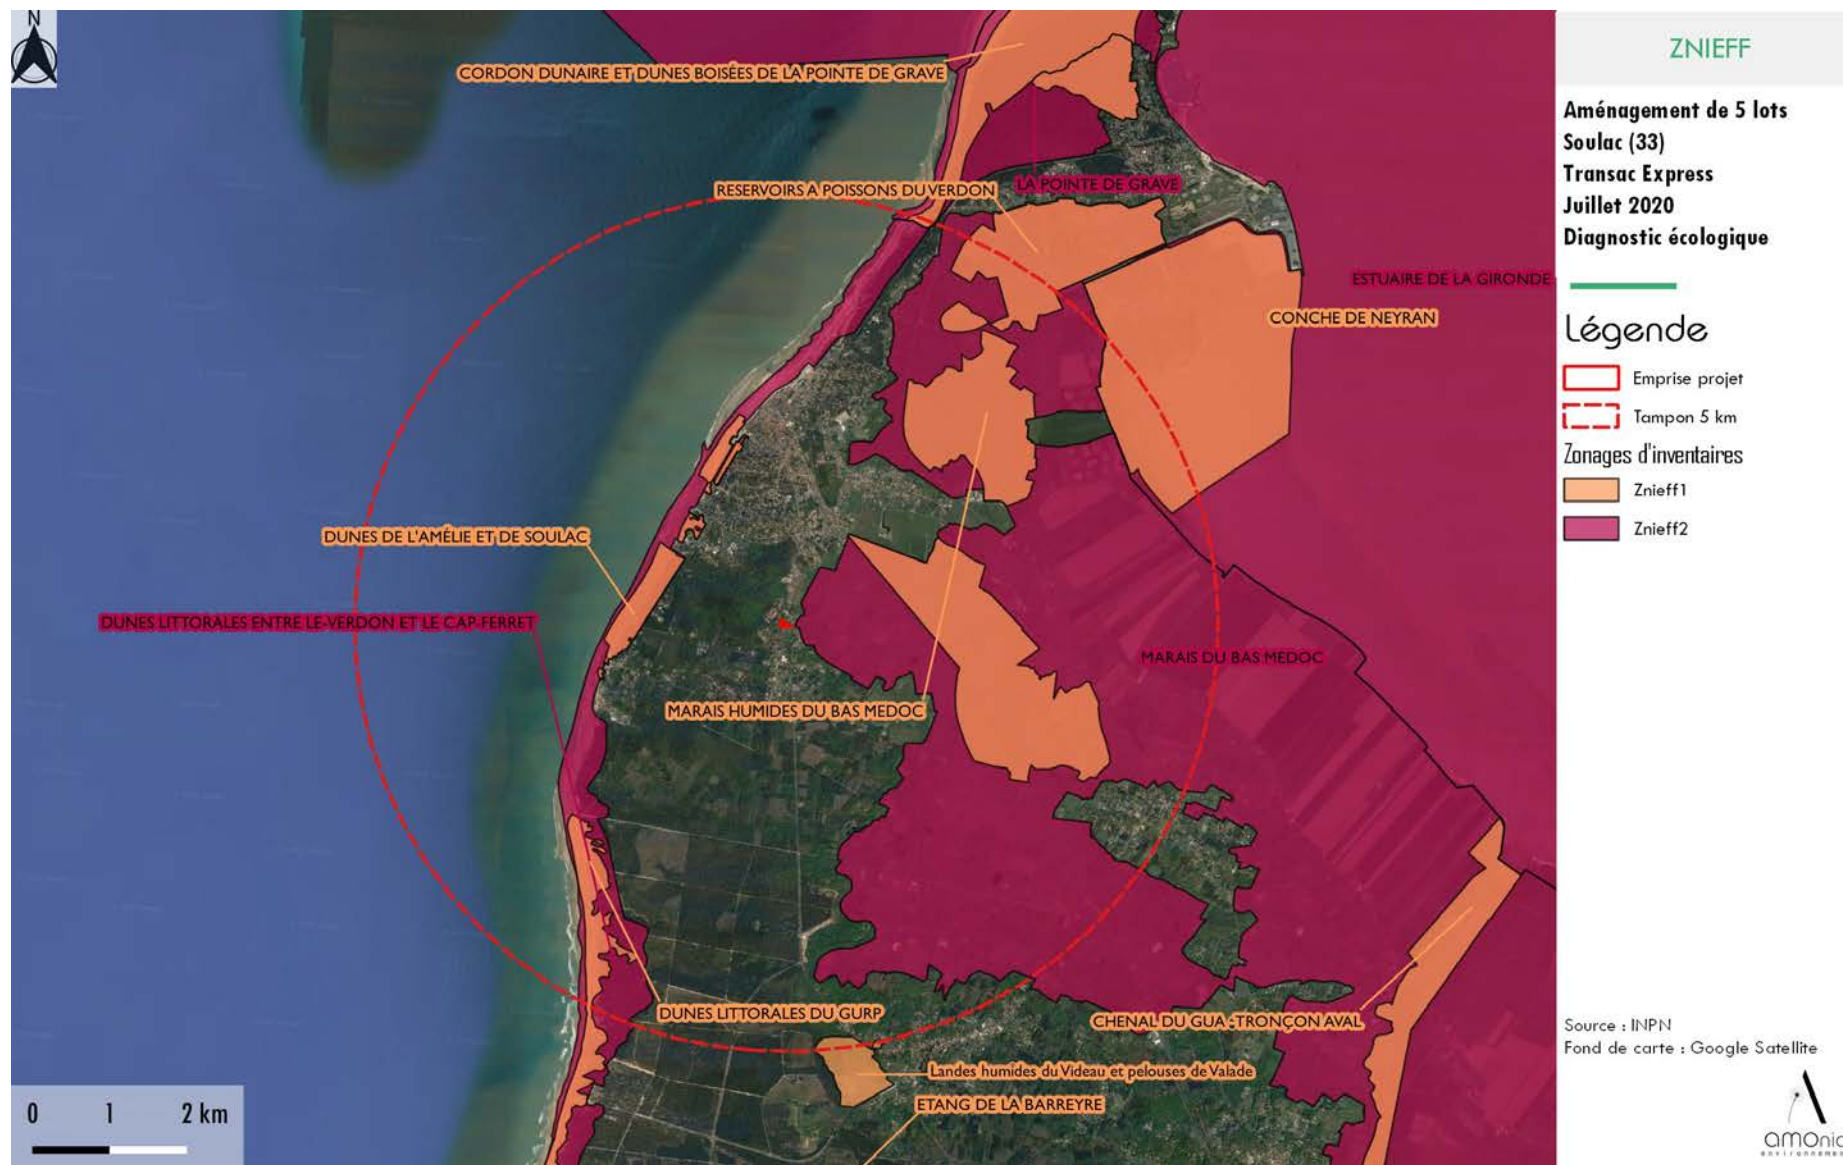 N
CORDON DUNAIRE ET DUNES BOISÉES DE LA POINTE DE GRAVE
RESERVOIRS A POISSONS DU VERDON
LA POINTE DE GRAVE
ESTUAIRE DE LA GIRONDE
CONCHE DE NEYRAN
DUNES DE L'AMÉLIE ET DE SOULAC
DUNES LITTORALES ENTRE LE-VERDON ET LE CAP-FERRET
MARAIS DU BAS MEDOC
MARAIS HUMIDES DU BAS MEDOC
DUNES LITTORALES DU GURP
CHENAL DU GUA -TRONÇON AVAL
Landes humides du Videau et pelouses de Valade
ETANG DE LA BARREYRE
0 1 2 km
ZNIEFF
Aménagement de 5 lots
Soulac (33)
Transac Express
Juillet 2020
Diagnostic écologique
Légende
Emprise projet
Tampon 5 km
Zonages d'inventaires
Znieff1
Znieff2
Source : INPN
Fond de carte : Google Satellite